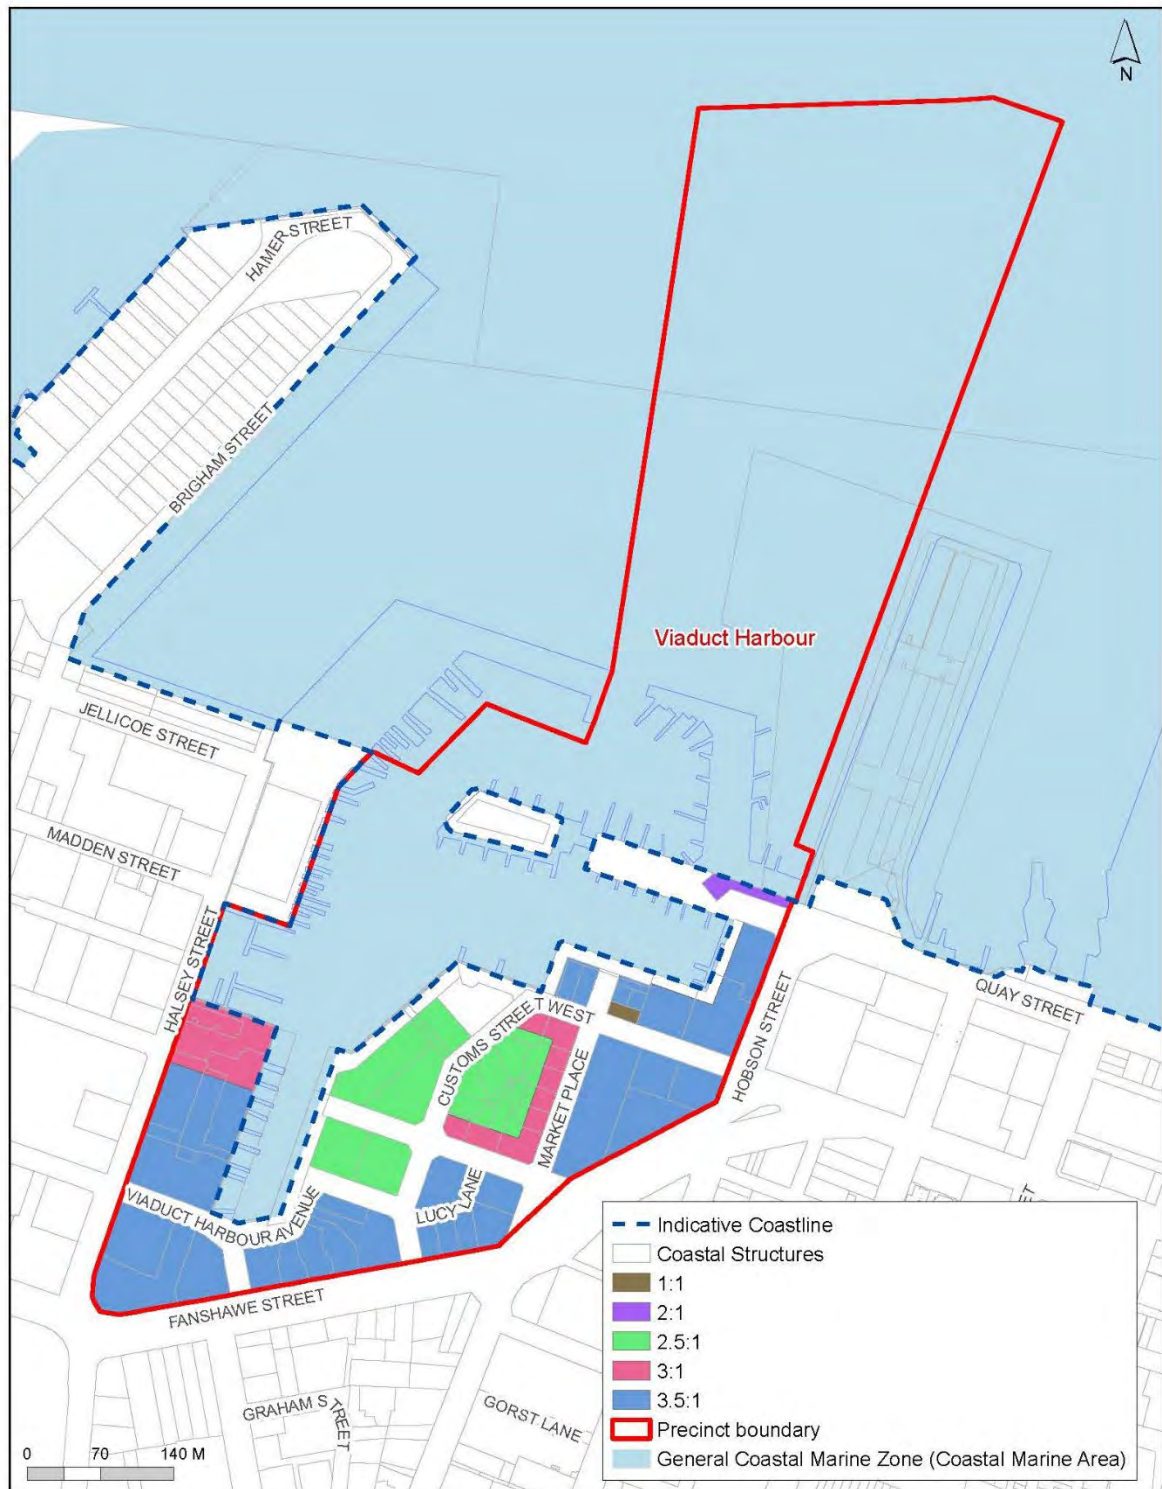 N
HAMER STREET
BRIGHAM STREET
Viaduct Harbour
JELLICOE STREET
MADDEN STREET
HALSEY STREET
QUAY STREET
CUSTOMS STREET WEST
HOBSON STREET
MARKET PLACE
LUCY LANE
VIADUCT HARBOUR AVENUE
FANSHAWE STREET
GRAHAM STREET
GORST LANE
ET
Indicative Coastline
Coastal Structures
1:1
2:1
2.5:1
3:1
3.5:1
Precinct boundary
General Coastal Marine Zone (Coastal Marine Area)
0 70 140 M